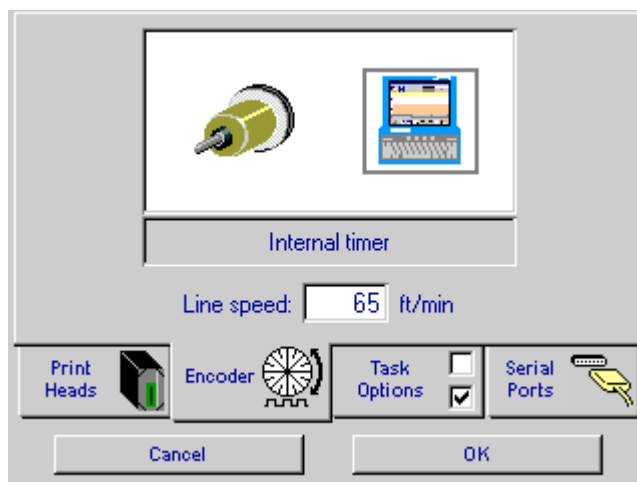 Internal timer
Line speed: 65 ft/min
Print
Heads
Encoder
Task
Options
Serial
Ports
Cancel
OK